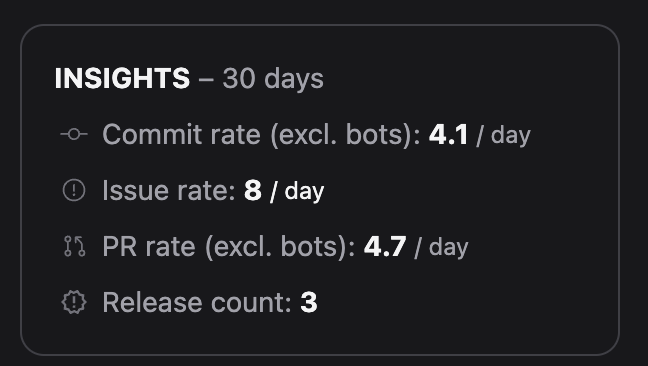 INSIGHTS – 30 days
Commit rate (excl. bots): 4.1 / day
Issue rate: 8 / day
PR rate (excl. bots): 4.7 / day
Release count: 3